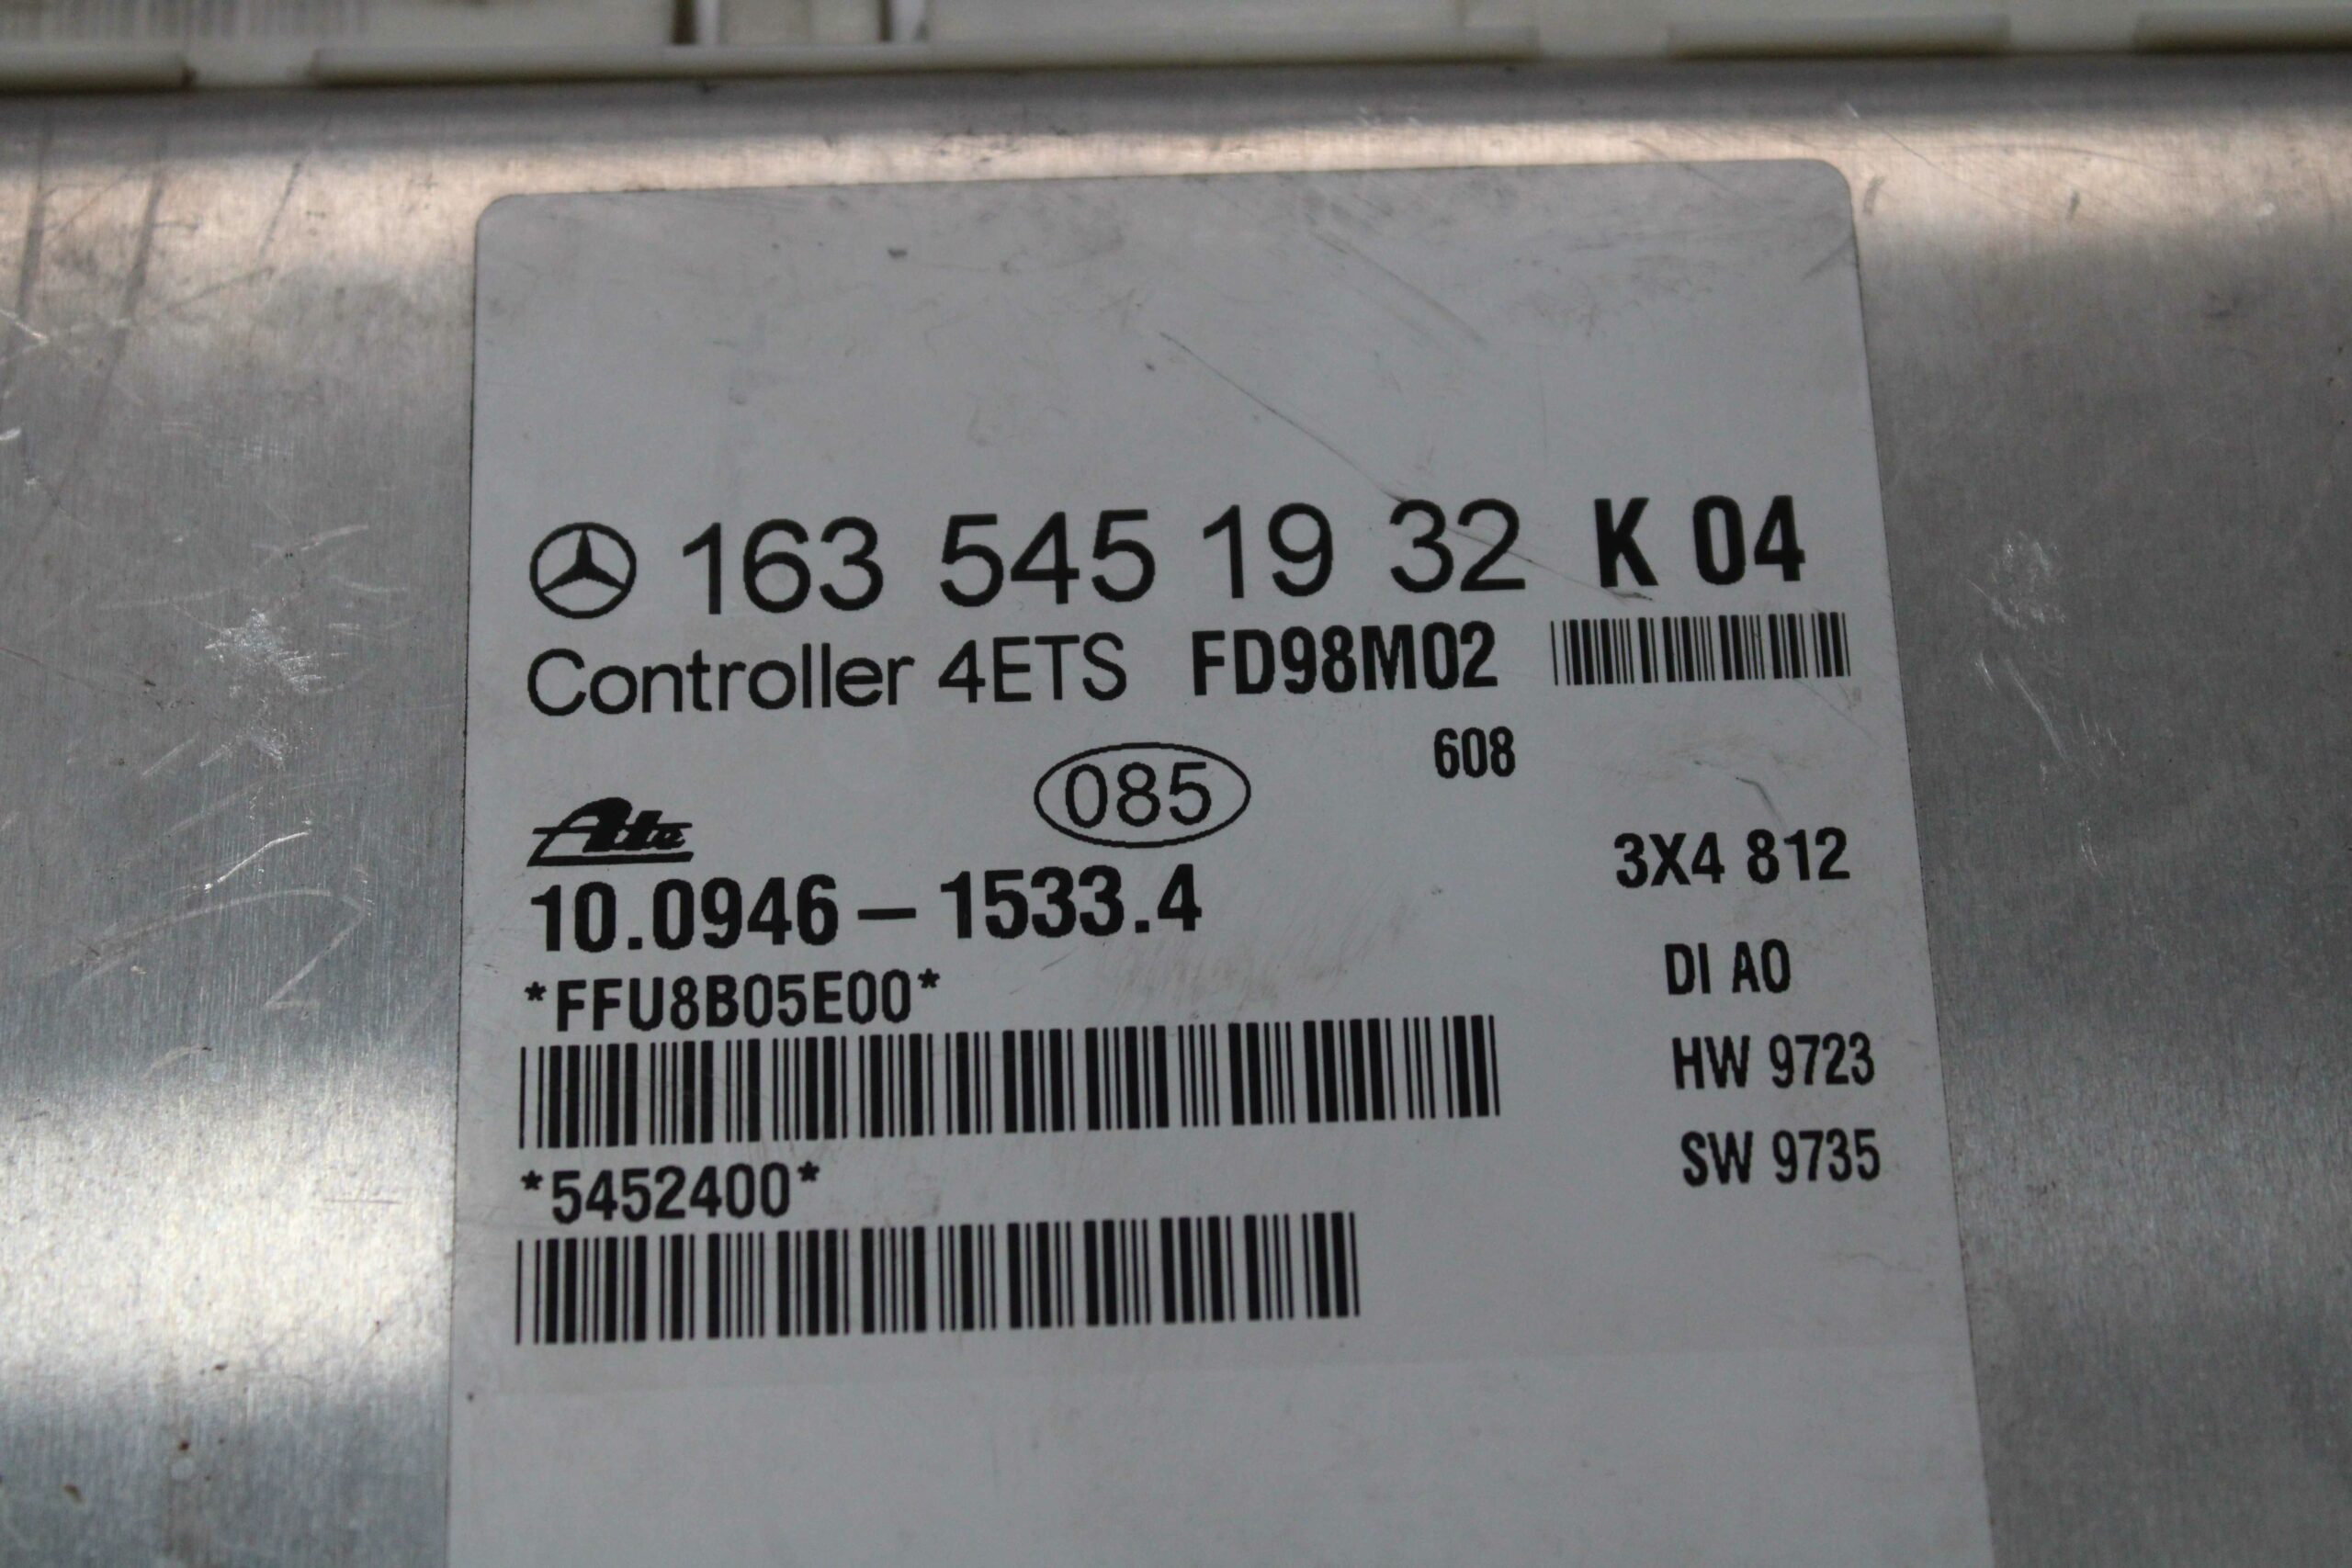 163 545 19 32 K 04
Controller 4ETS FD98M02
608
085
Ate
3X4 812
10.0946-1533.4
DI A0
*FFU8B05E00*
HW 9723
SW 9735
*5452400*